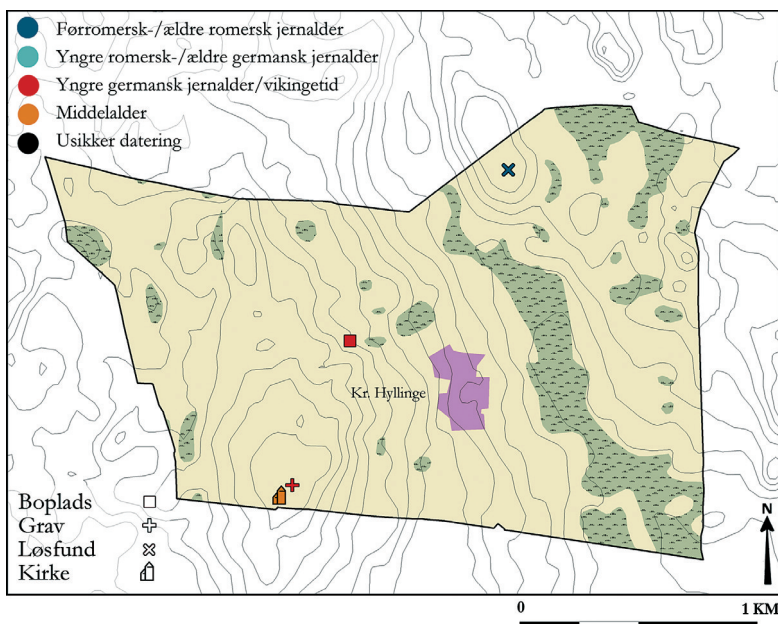 Førromersk-/ældre romersk jernalder
Yngre romersk-/ældre germansk jernalder
Yngre germansk jernalder/vikingetid
Middelalder
Usikker datering
Kr. Hyllinge
Boplads
Grav
Løsfund
Kirke
N
0 1 KM